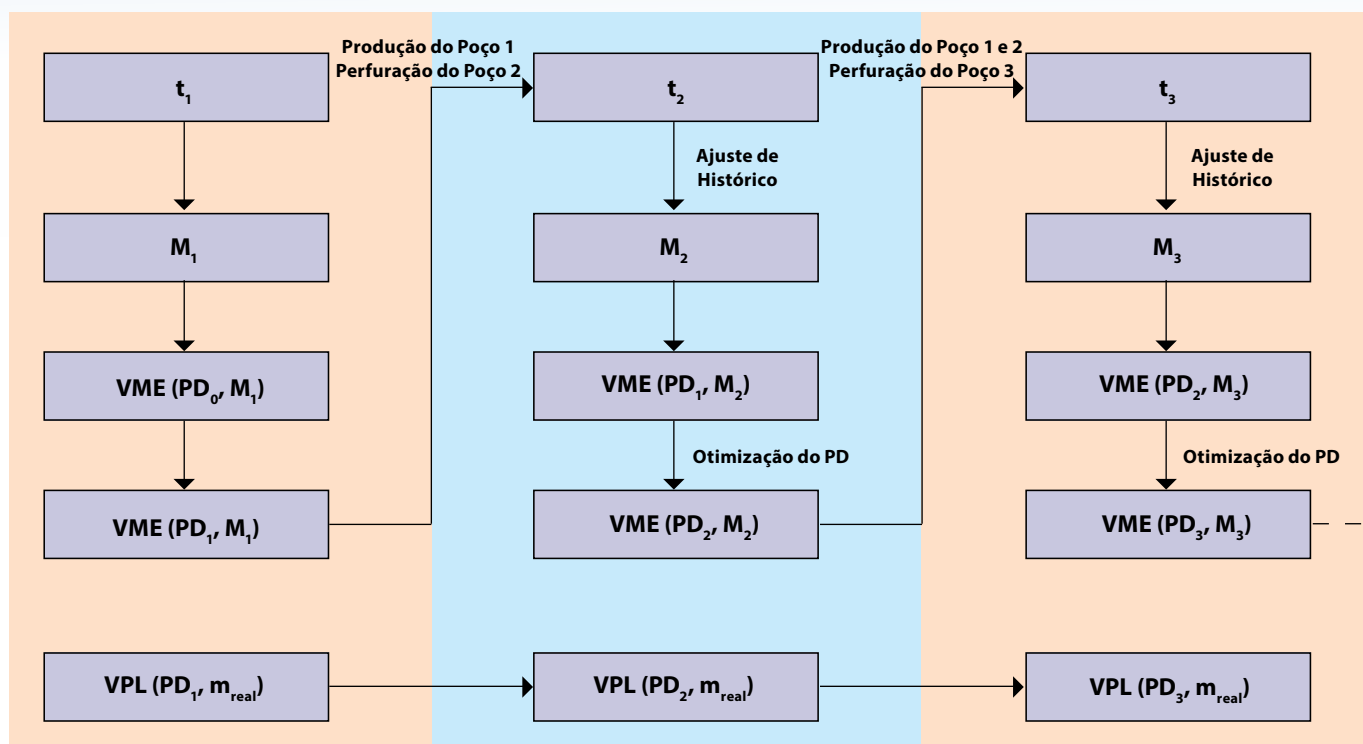 Produção do Poço 1
Perfuração do Poço 2
Produção do Poço 1 e 2
Perfuração do Poço 3
t₁
t₂
t₃
Ajuste de
Histórico
Ajuste de
Histórico
M₁
M₂
M₃
VME (PD₀, M₁)
VME (PD₁, M₂)
VME (PD₂, M₃)
Otimização do PD
Otimização do PD
VME (PD₁, M₁)
VME (PD₂, M₂)
VME (PD₃, M₃)
VPL (PD₁, m_real)
VPL (PD₂, m_real)
VPL (PD₃, m_real)